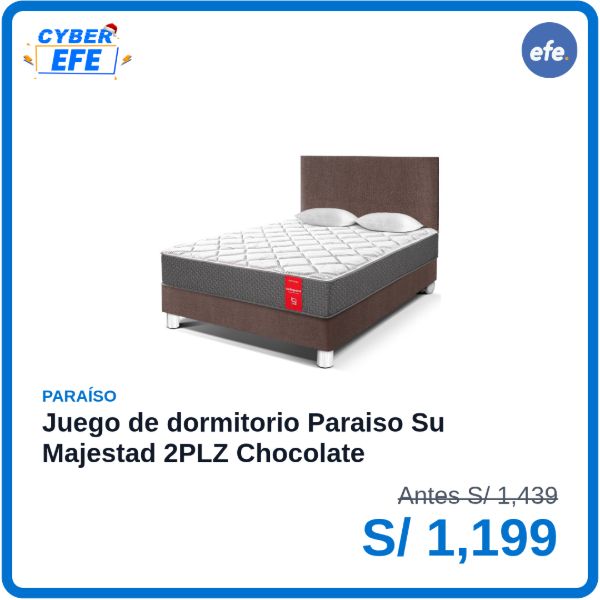 CYBER
EFE
efe.
PARAÍSO
Juego de dormitorio Paraiso Su
Majestad 2PLZ Chocolate
Antes S/ 1,439
S/ 1,199